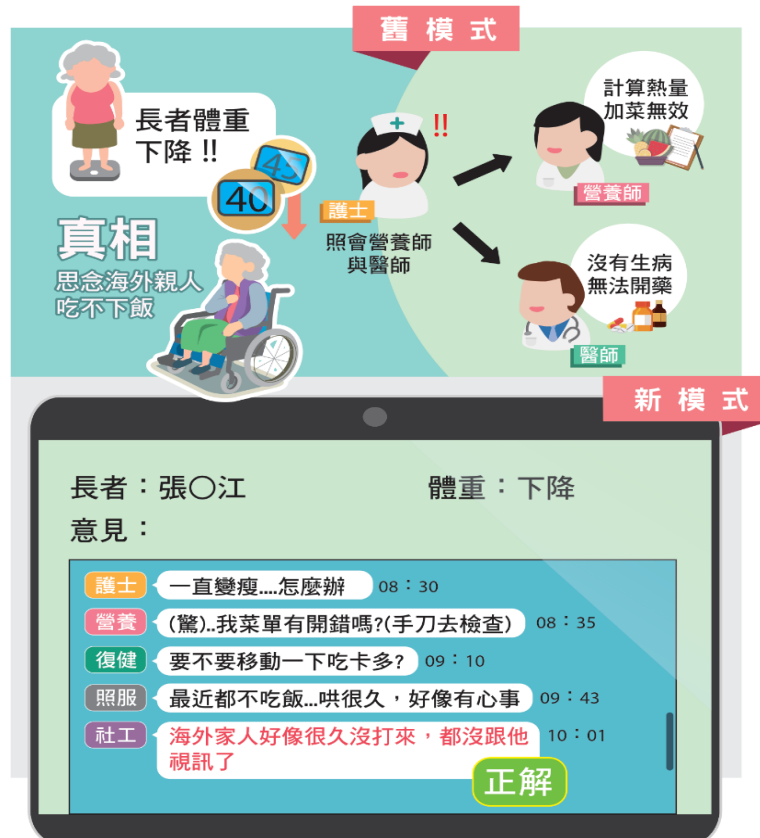 舊模式
長者體重
下降!!
45
40
真相
思念海外親人
吃不下飯
!!
護士
照會營養師
與醫師
計算熱量
加菜無效
營養師
沒有生病
無法開藥
醫師
新模式
長者：張○江
體重：下降
意見：
護士 一直變瘦....怎麼辦 08：30
營養 (驚)..我菜單有開錯嗎?(手刀去檢查) 08：35
復健 要不要移動一下吃卡多? 09：10
照服 最近都不吃飯...哄很久，好像有心事 09：43
社工 海外家人好像很久沒打來，都沒跟他 10：01
視訊了
正解